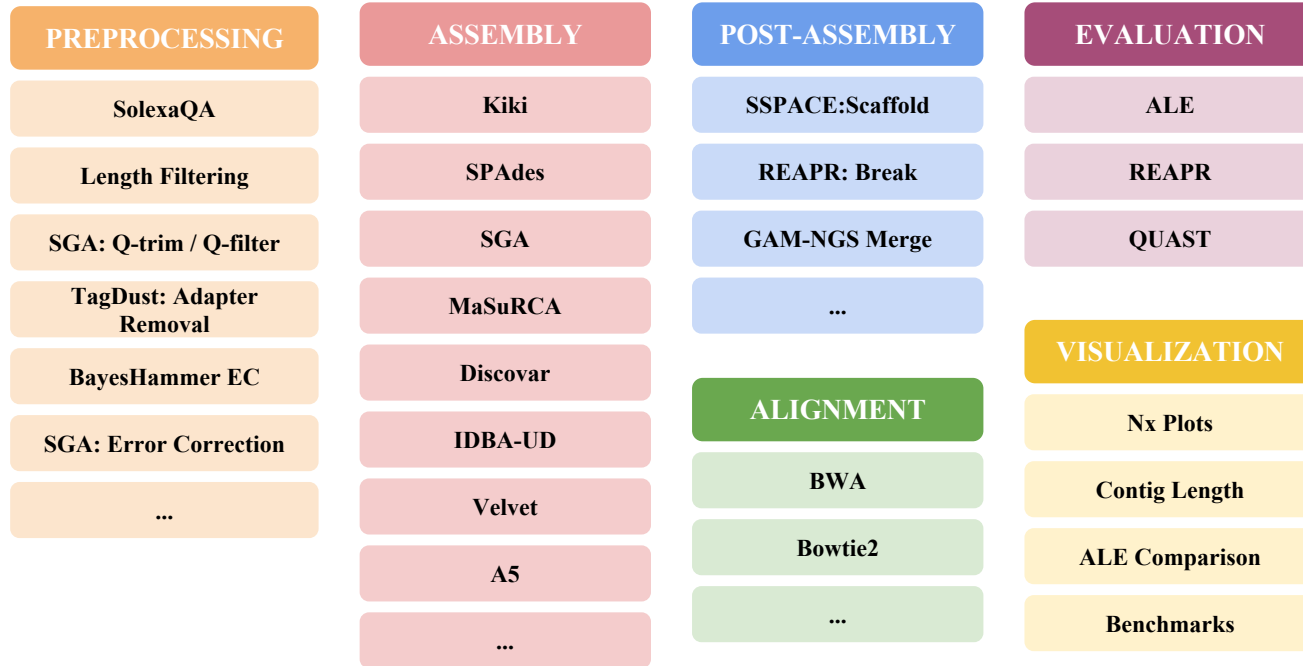 PREPROCESSING
SolexaQA
Length Filtering
SGA: Q-trim / Q-filter
TagDust: Adapter
Removal
BayesHammer EC
SGA: Error Correction
...
ASSEMBLY
Kiki
SPAdes
SGA
MaSuRCA
Discovar
IDBA-UD
Velvet
A5
...
POST-ASSEMBLY
SSPACE:Scaffold
REAPR: Break
GAM-NGS Merge
...
ALIGNMENT
BWA
Bowtie2
...
EVALUATION
ALE
REAPR
QUAST
VISUALIZATION
Nx Plots
Contig Length
ALE Comparison
Benchmarks